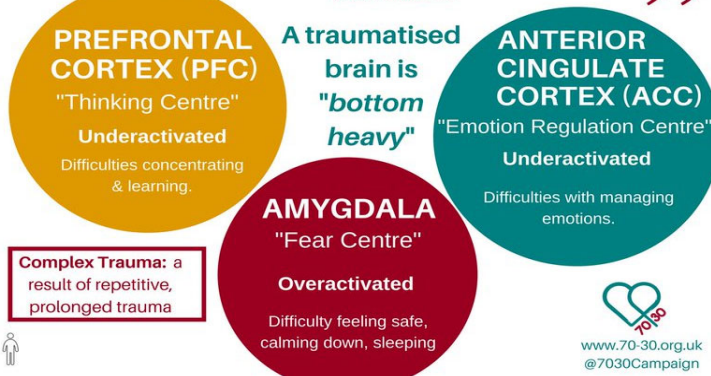 PREFRONTAL
CORTEX (PFC)
"Thinking Centre"
Underactivated
Difficulties concentrating
& learning.
A traumatised
brain is
"bottom
heavy"
ANTERIOR
CINGULATE
CORTEX (ACC)
"Emotion Regulation Centre"
Underactivated
Difficulties with managing
emotions.
AMYGDALA
"Fear Centre"
Overactivated
Difficulty feeling safe,
calming down, sleeping
Complex Trauma: a
result of repetitive,
prolonged trauma
70 30
www.70-30.org.uk
@7030Campaign